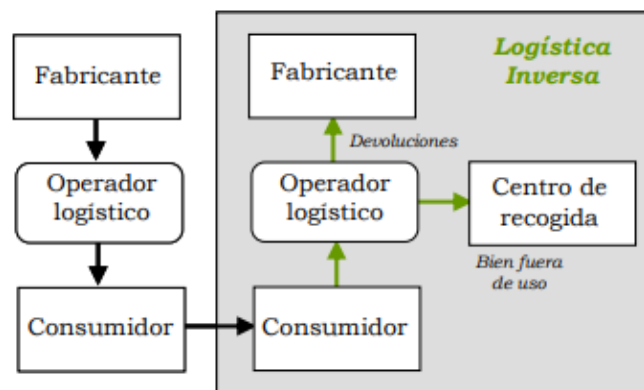 Fabricante
Operador
logístico
Consumidor
Logística
Inversa
Fabricante
Devoluciones
Operador
logístico
Centro de
recogida
Bien fuera
de uso
Consumidor